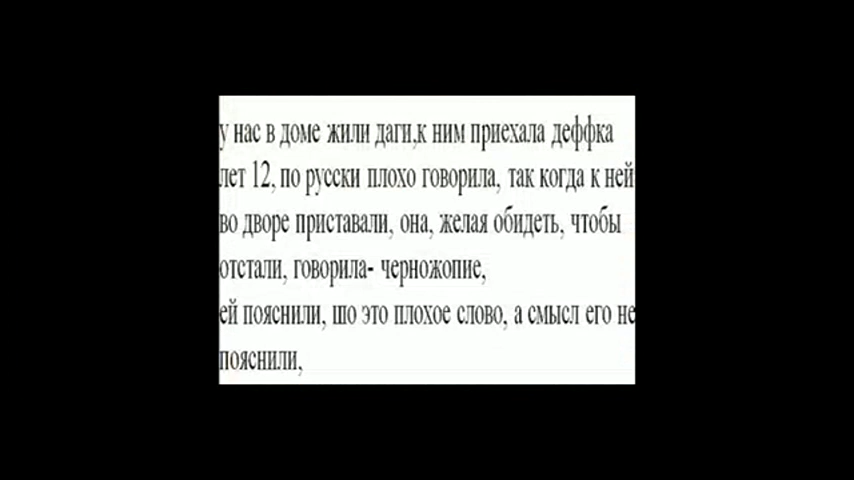 у нас в доме жили даги,к ним приехала деффка
лет 12, по русски плохо говорила, так когда к ней
во дворе приставали, она, желая обидеть, чтобы
отстали, говорила- черножопие,
ей пояснили, шо это плохое слово, а смысл его не
пояснили,